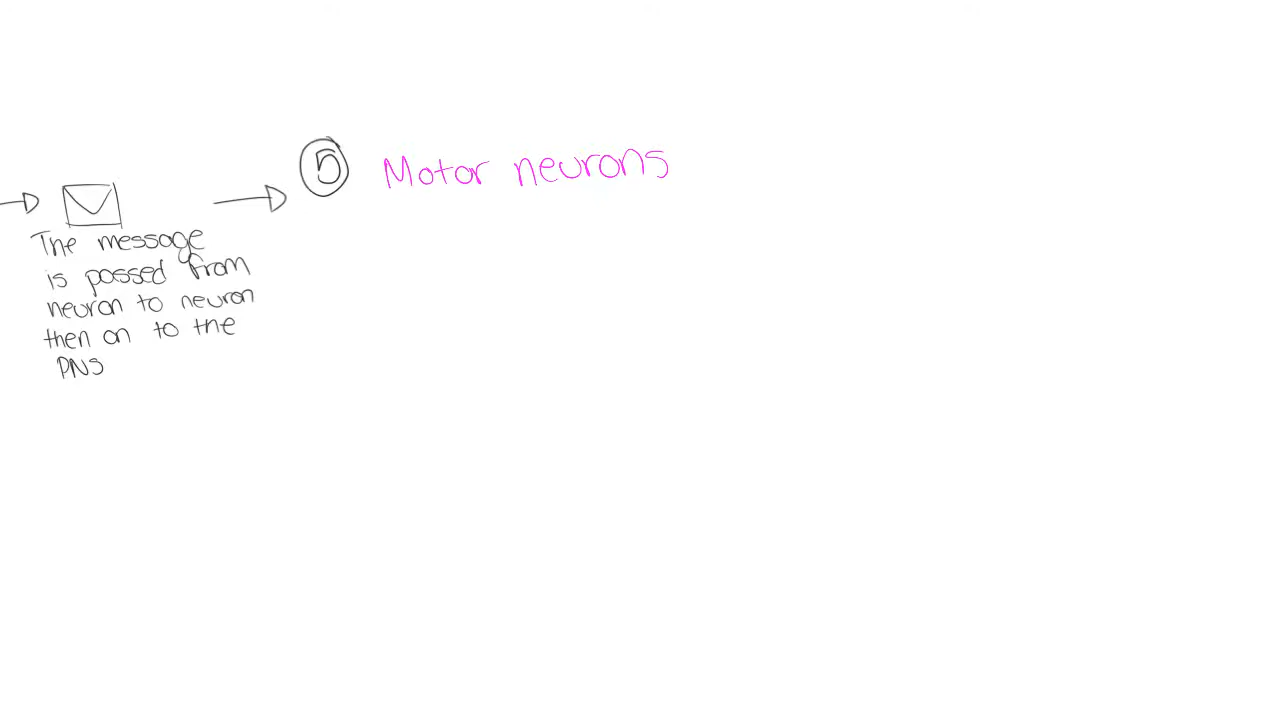 The message
is passed from
neuron to neuron
then on to the
PNS
5 Motor neurons